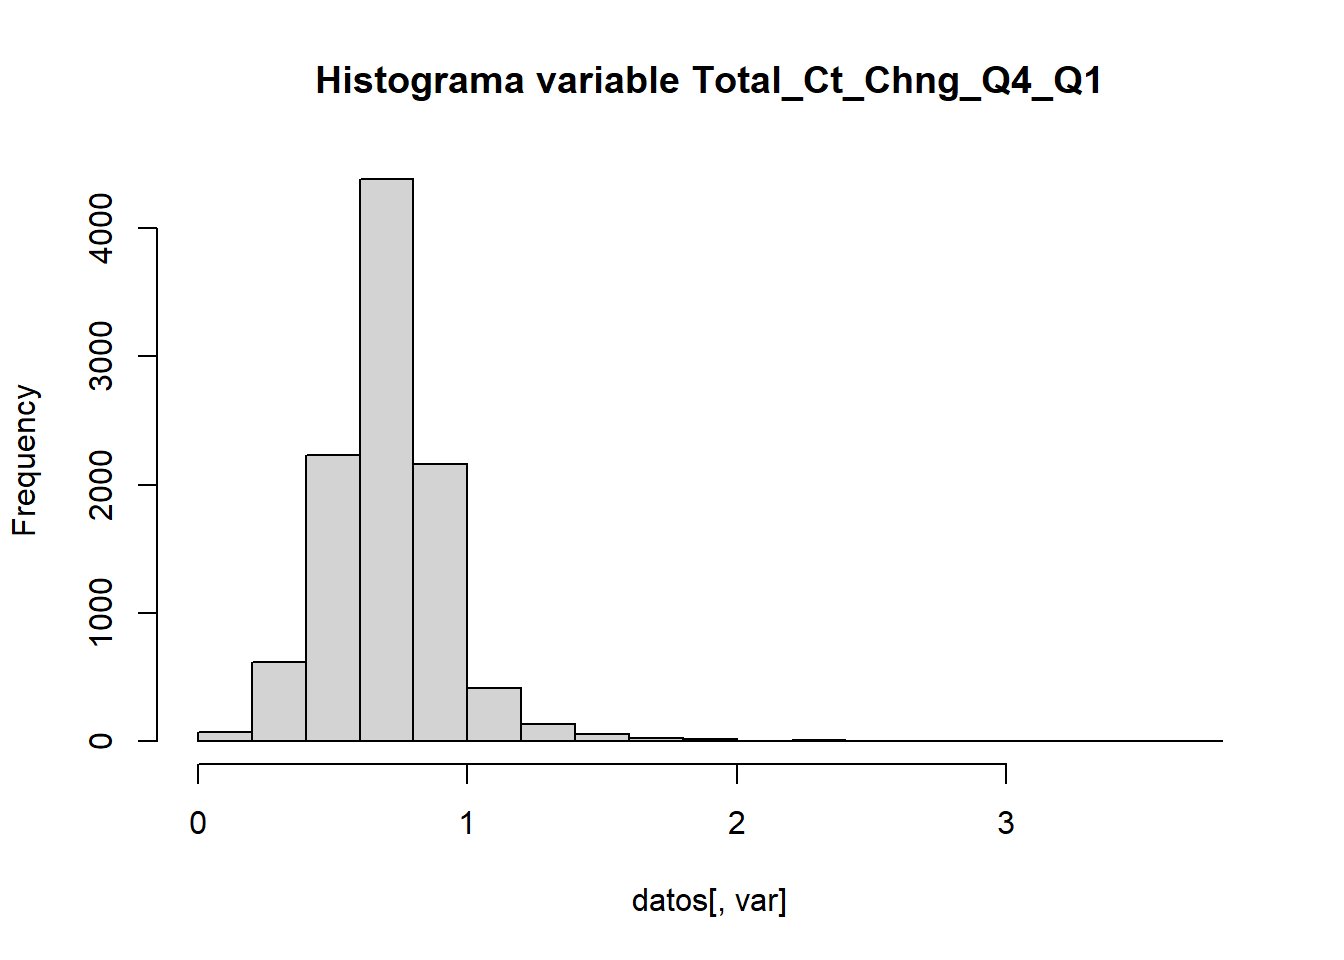 Histograma variable Total_Ct_Chng_Q4_Q1
Frequency
4000
3000
2000
1000
0
0 1 2 3
datos[, var]